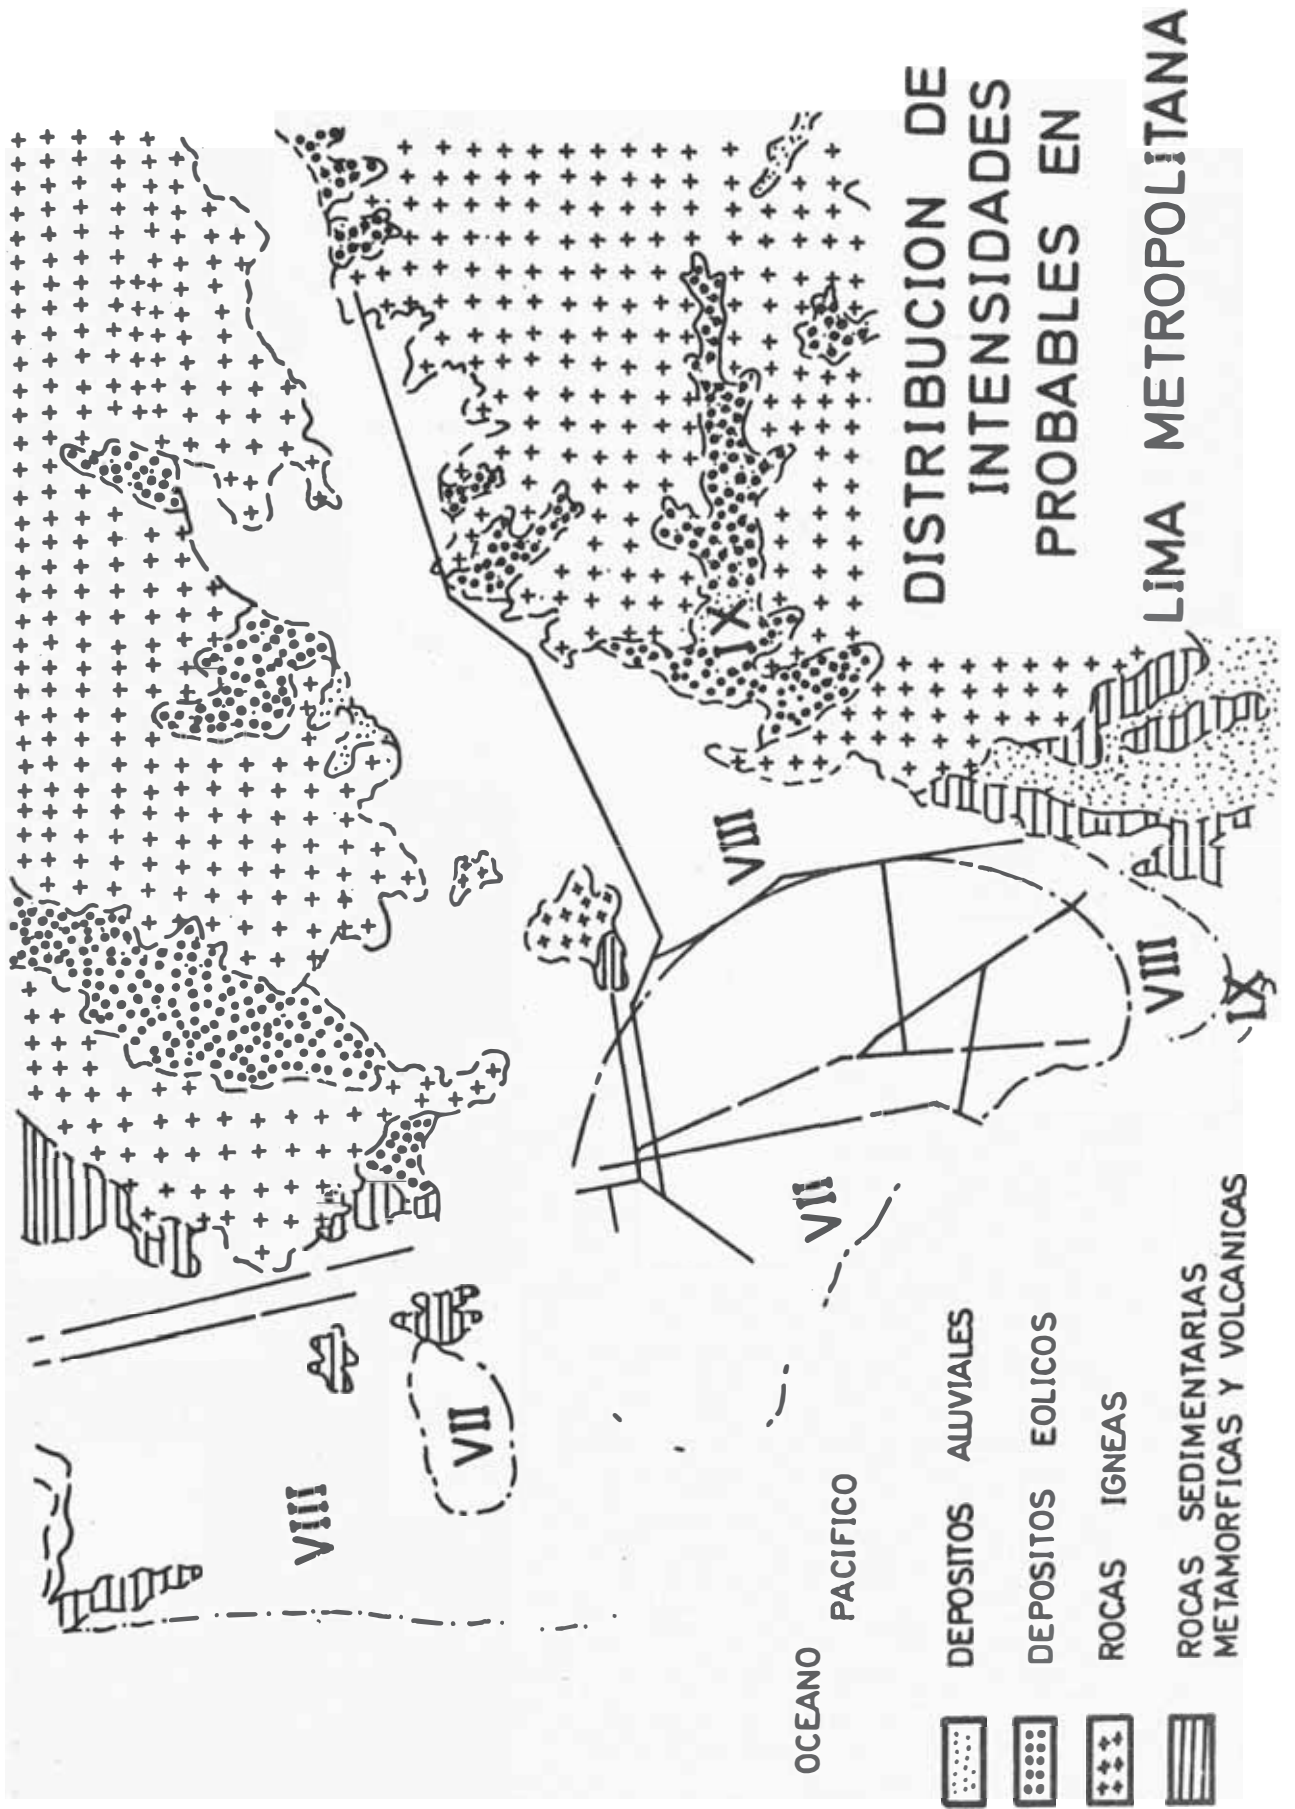 DISTRIBUCION DE
INTENSIDADES
PROBABLES EN
LIMA METROPOLITANA
VIII
VII
VII
VIII
IX
VIII
IX
OCEANO PACIFICO
DEPOSITOS ALUVIALES
DEPOSITOS EOLICOS
ROCAS IGNEAS
ROCAS SEDIMENTARIAS
METAMORFICAS Y VOLCANICAS